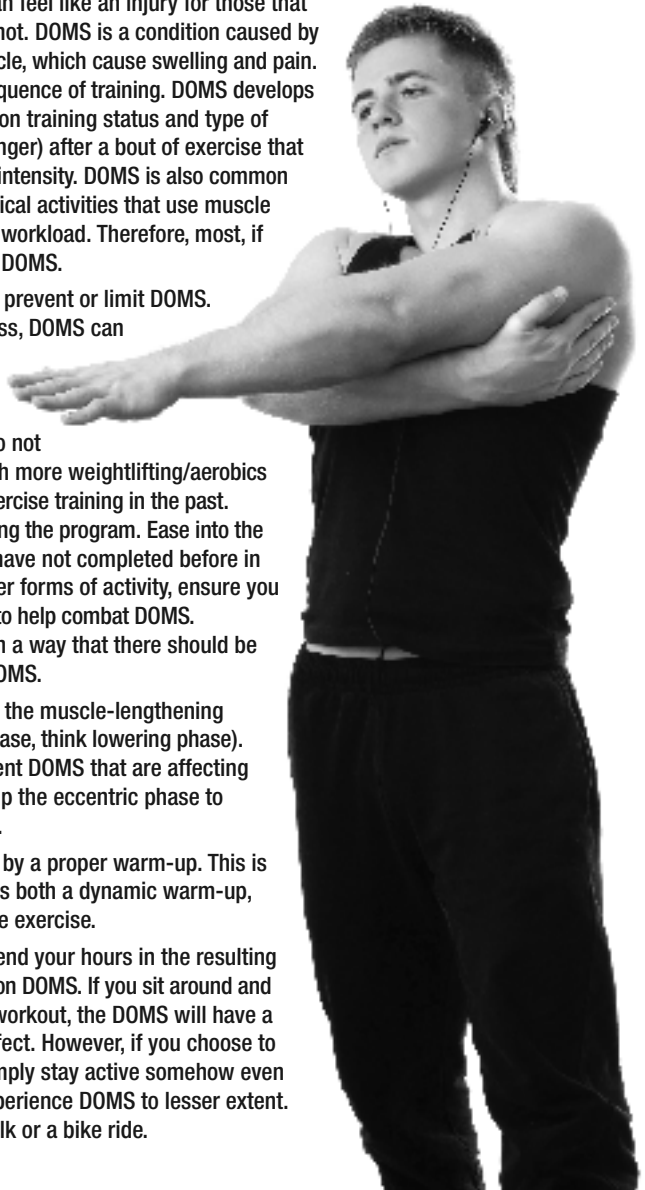 an feel like an injury for those that
not. DOMS is a condition caused by
cle, which cause swelling and pain.
quence of training. DOMS develops
on training status and type of
nger) after a bout of exercise that
intensity. DOMS is also common
ical activities that use muscle
workload. Therefore, most, if
DOMS.
prevent or limit DOMS.
ss, DOMS can
o not
h more weightlifting/aerobics
ercise training in the past.
ng the program. Ease into the
have not completed before in
er forms of activity, ensure you
to help combat DOMS.
n a way that there should be
OMS.
the muscle-lengthening
ase, think lowering phase).
ent DOMS that are affecting
p the eccentric phase to
.
by a proper warm-up. This is
s both a dynamic warm-up,
e exercise.
end your hours in the resulting
on DOMS. If you sit around and
workout, the DOMS will have a
fect. However, if you choose to
mply stay active somehow even
perience DOMS to lesser extent.
lk or a bike ride.